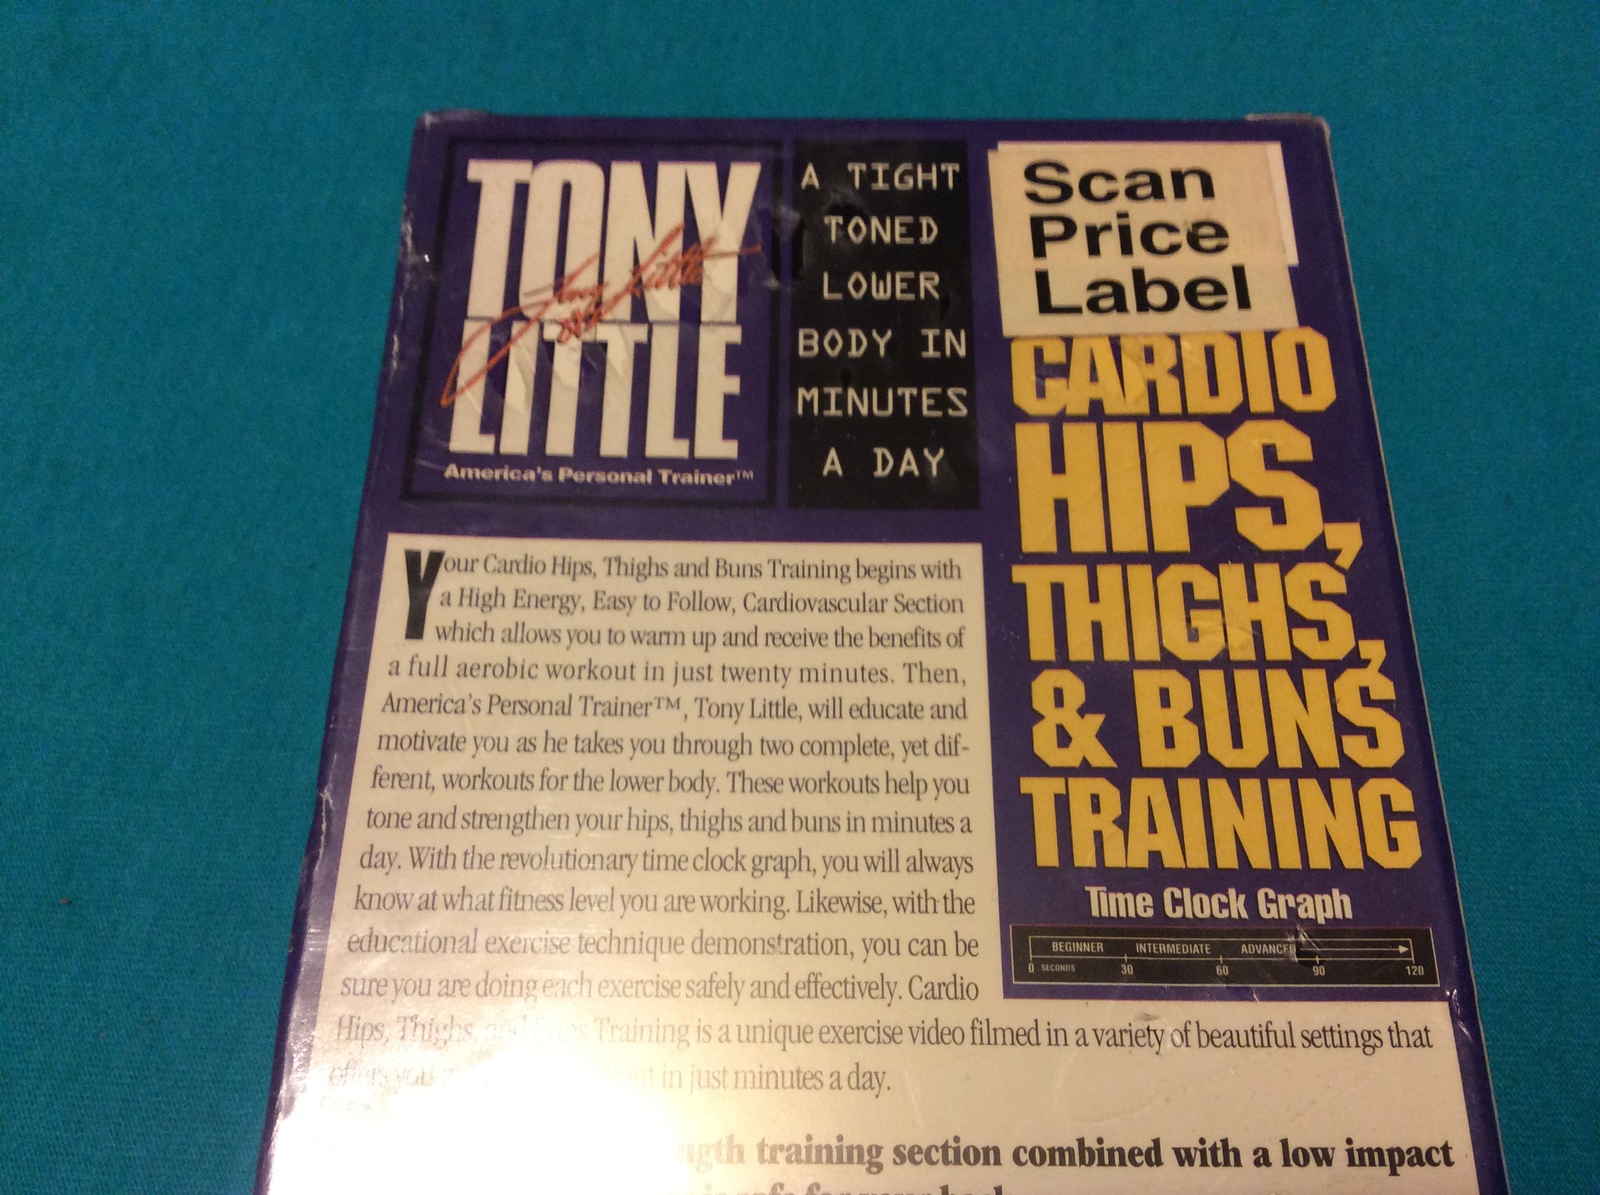 TONY
LITTLE
Tony Little
America's Personal Trainer™
A TIGHT
TONED
LOWER
BODY IN
MINUTES
A DAY
Scan
Price
Label
CARDIO
HIPS,
THIGHS,
& BUNS
TRAINING
Time Clock Graph
BEGINNER INTERMEDIATE ADVANCED
0 SECONDS 30 60 90 120
Your Cardio Hips, Thighs and Buns Training begins with
a High Energy, Easy to Follow, Cardiovascular Section
which allows you to warm up and receive the benefits of
a full aerobic workout in just twenty minutes. Then,
America's Personal Trainer™, Tony Little, will educate and
motivate you as he takes you through two complete, yet dif-
ferent, workouts for the lower body. These workouts help you
tone and strengthen your hips, thighs and buns in minutes a
day. With the revolutionary time clock graph, you will always
know at what fitness level you are working. Likewise, with the
educational exercise technique demonstration, you can be
sure you are doing each exercise safely and effectively. Cardio
Hips, Thighs, and Buns Training is a unique exercise video filmed in a variety of beautiful settings that
offers you in just minutes a day.
training section combined with a low impact